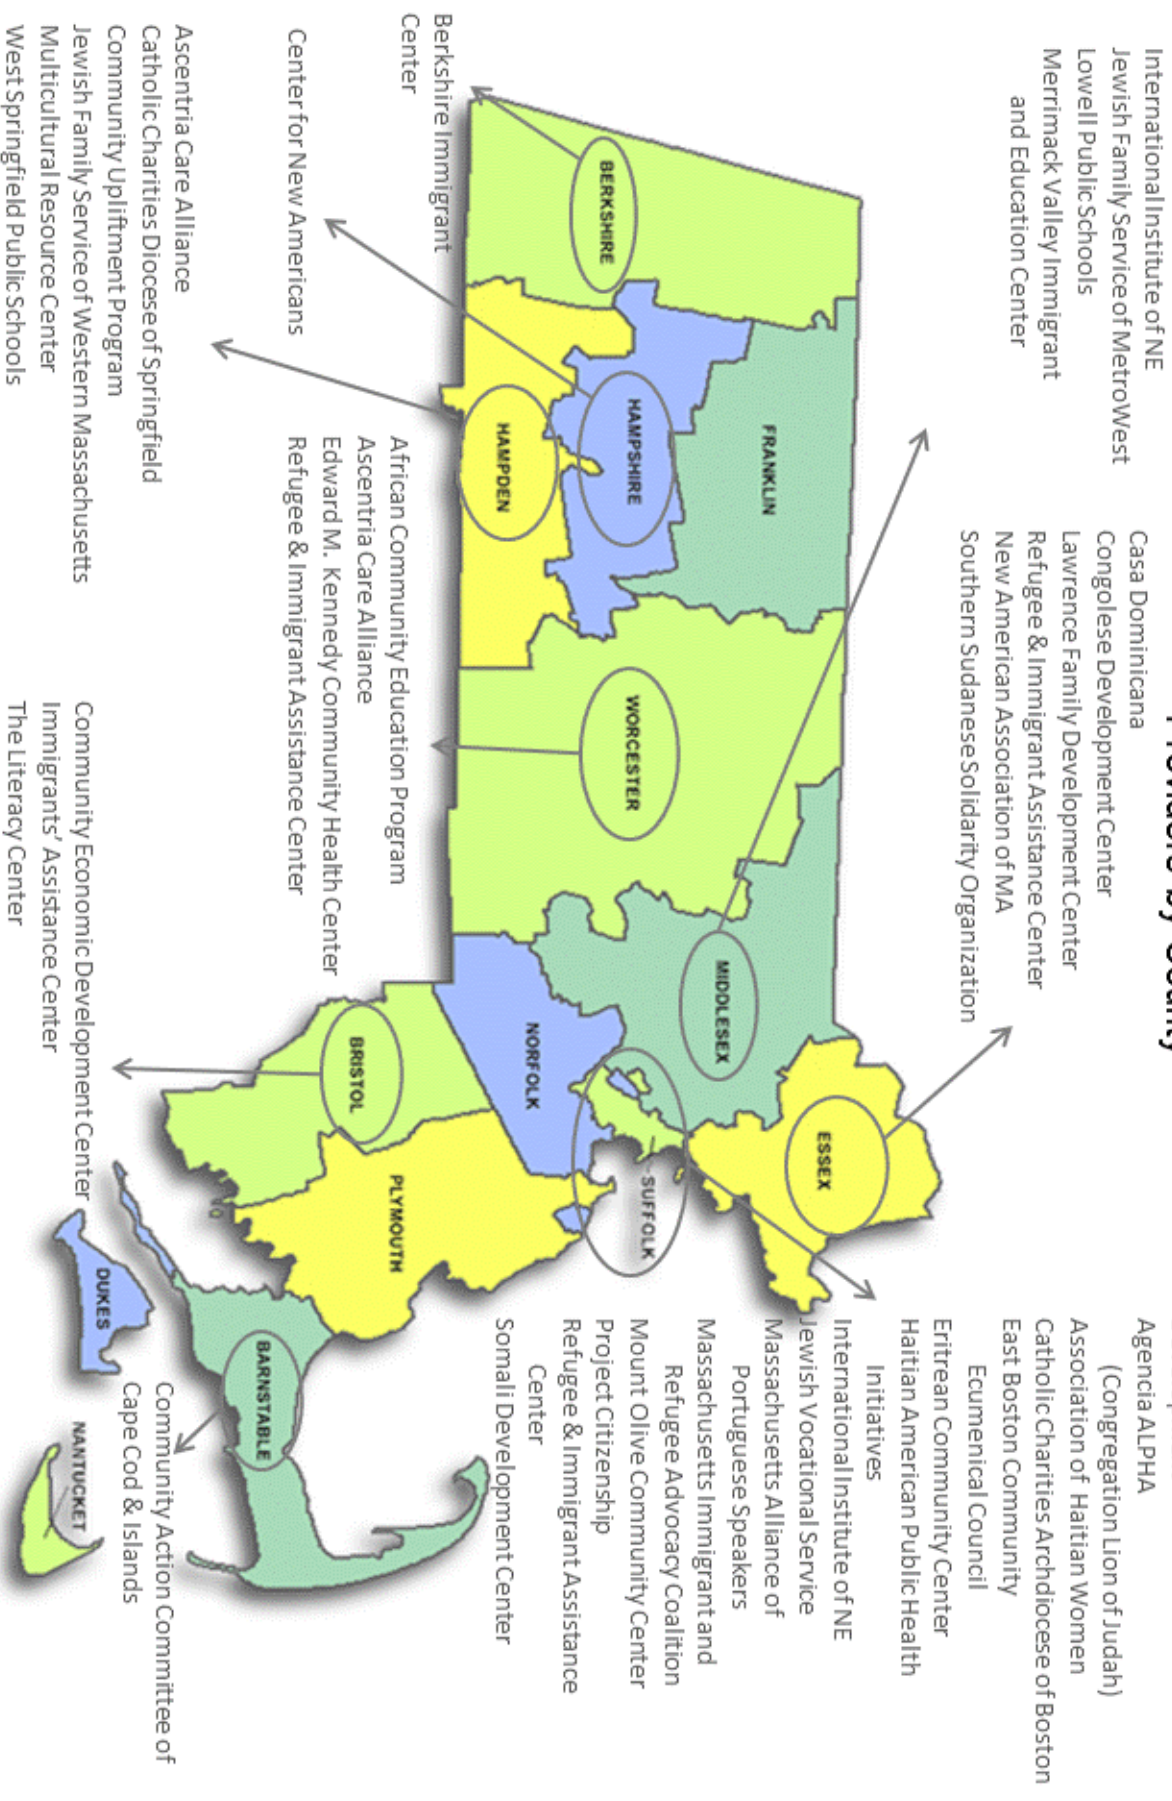 Providers by County
International Institute of NE
Jewish Family Service of MetroWest
Lowell Public Schools
Merrimack Valley Immigrant
and Education Center
Casa Dominicana
Congolese Development Center
Lawrence Family Development Center
Refugee & Immigrant Assistance Center
New American Association of MA
Southern Sudanese Solidarity Organization
Agencia ALPHA
(Congregation Lion of Judah)
Association of Haitian Women
Catholic Charities Archdiocese of Boston
East Boston Community
Ecumenical Council
Eritrean Community Center
Haitian American Public Health
Initiatives
International Institute of NE
Jewish Vocational Service
Massachusetts Alliance of
Portuguese Speakers
Massachusetts Immigrant and
Refugee Advocacy Coalition
Mount Olive Community Center
Project Citizenship
Refugee & Immigrant Assistance
Center
Somali Development Center
BERKSHIRE
FRANKLIN
HAMPSHIRE
HAMPDEN
WORCESTER
MIDDLESEX
ESSEX
SUFFOLK
NORFOLK
BRISTOL
PLYMOUTH
BARNSTABLE
DUKES
NANTUCKET
Berkshire Immigrant
Center
Center for New Americans
Ascentria Care Alliance
Catholic Charities Diocese of Springfield
Community Upliftment Program
Jewish Family Service of Western Massachusetts
Multicultural Resource Center
West Springfield Public Schools
African Community Education Program
Ascentria Care Alliance
Edward M. Kennedy Community Health Center
Refugee & Immigrant Assistance Center
Community Economic Development Center
Immigrants' Assistance Center
The Literacy Center
Community Action Committee of
Cape Cod & Islands